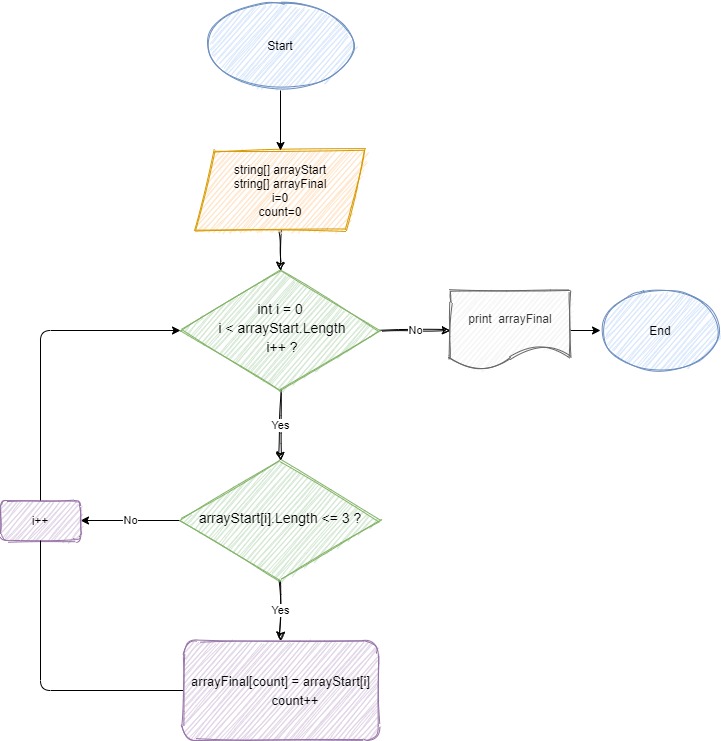 Start
string[] arrayStart
string[] arrayFinal
i=0
count=0
int i = 0
i < arrayStart.Length
i++ ?
No
print arrayFinal
End
Yes
arrayStart[i].Length <= 3 ?
No
i++
Yes
arrayFinal[count] = arrayStart[i]
count++